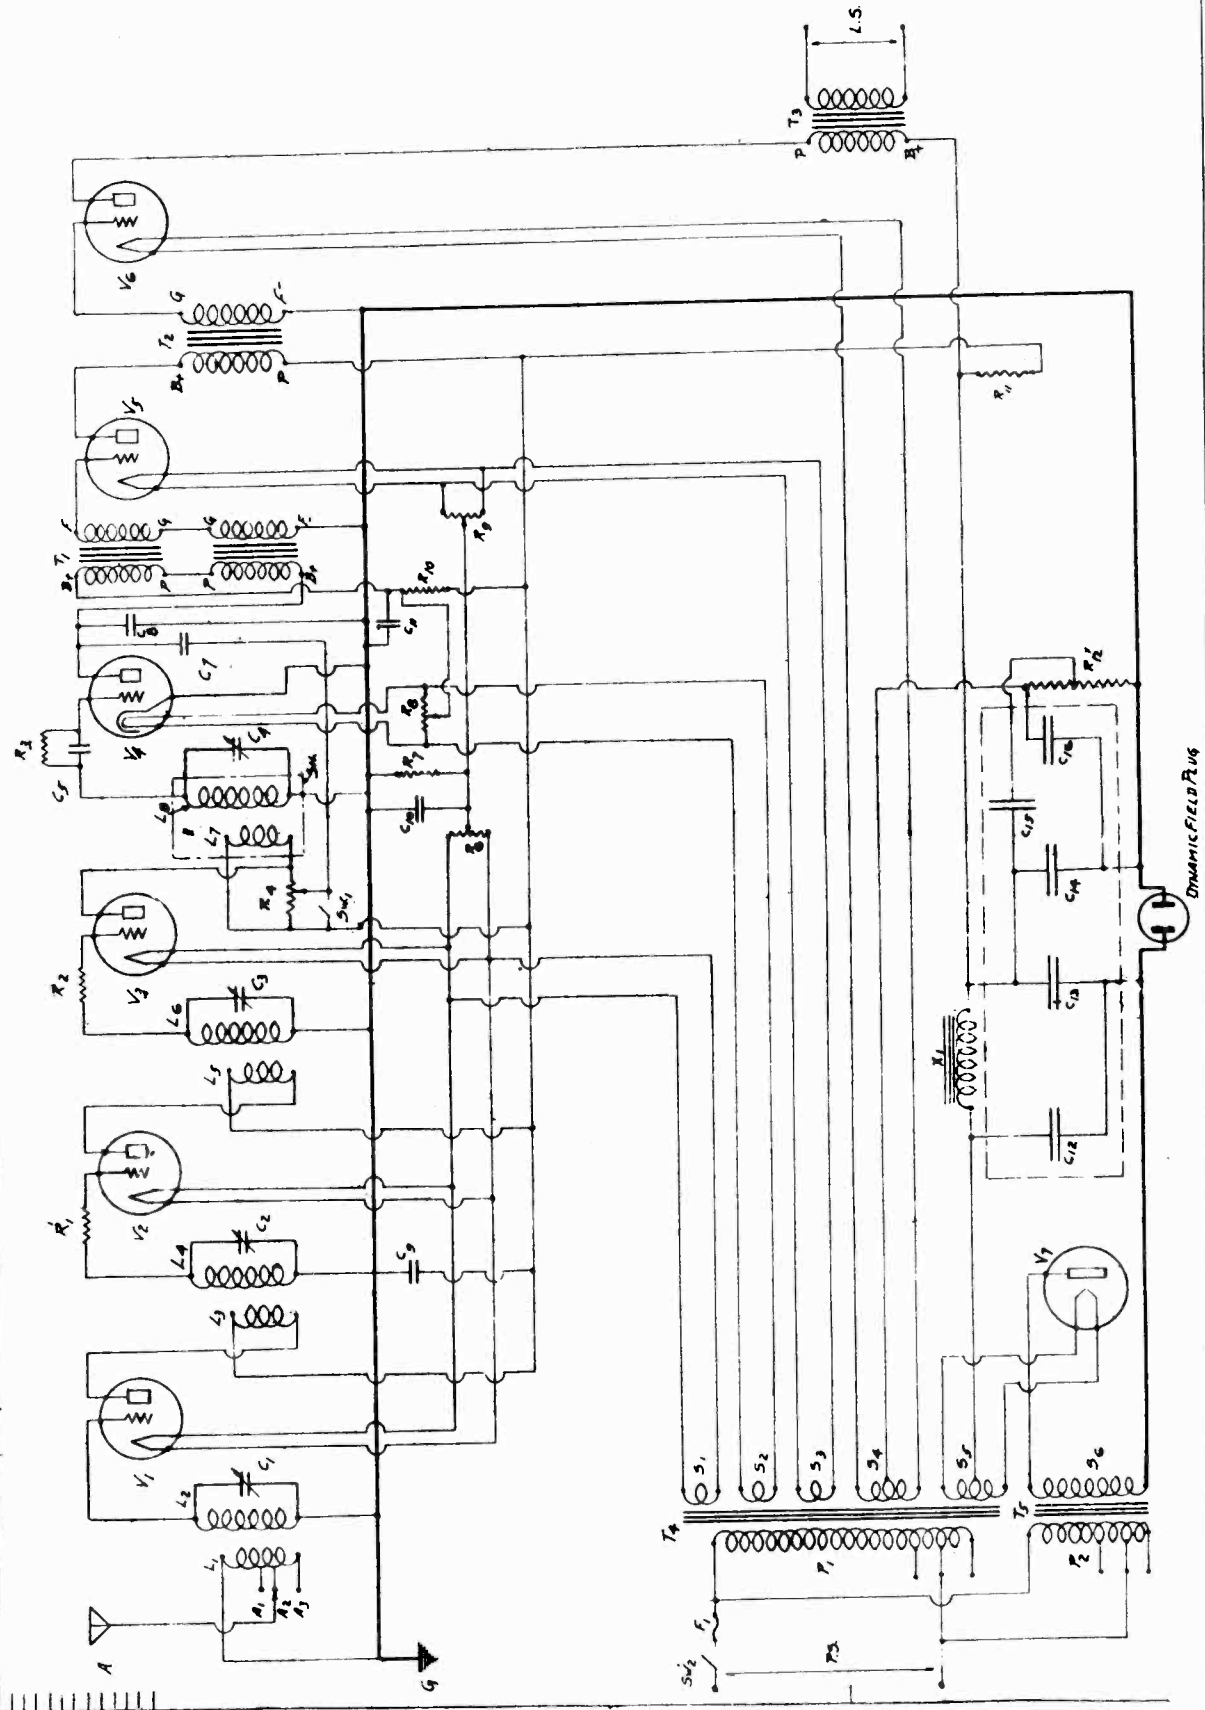 A
G
A1
A2
A3
L1
L2
C1
V1
L3
L4
C2
R1
V2
C9
L5
L6
C3
R2
V3
R4
SW1
L7
L8
C4
C5
R3
V4
C7
C8
C10
R7
R8
R6
C11
R10
R9
B+
P
P
B+
T1
F
G
G
F-
V5
B+
P
T2
G
F-
V6
P
B+
T3
L.S.
R11
R12
C16
C15
C14
C13
C12
X1
DYNAMIC FIELD PLUG
V7
S1
S2
S3
S4
S5
S6
T4
T5
P1
P2
F1
SW2
P.S.